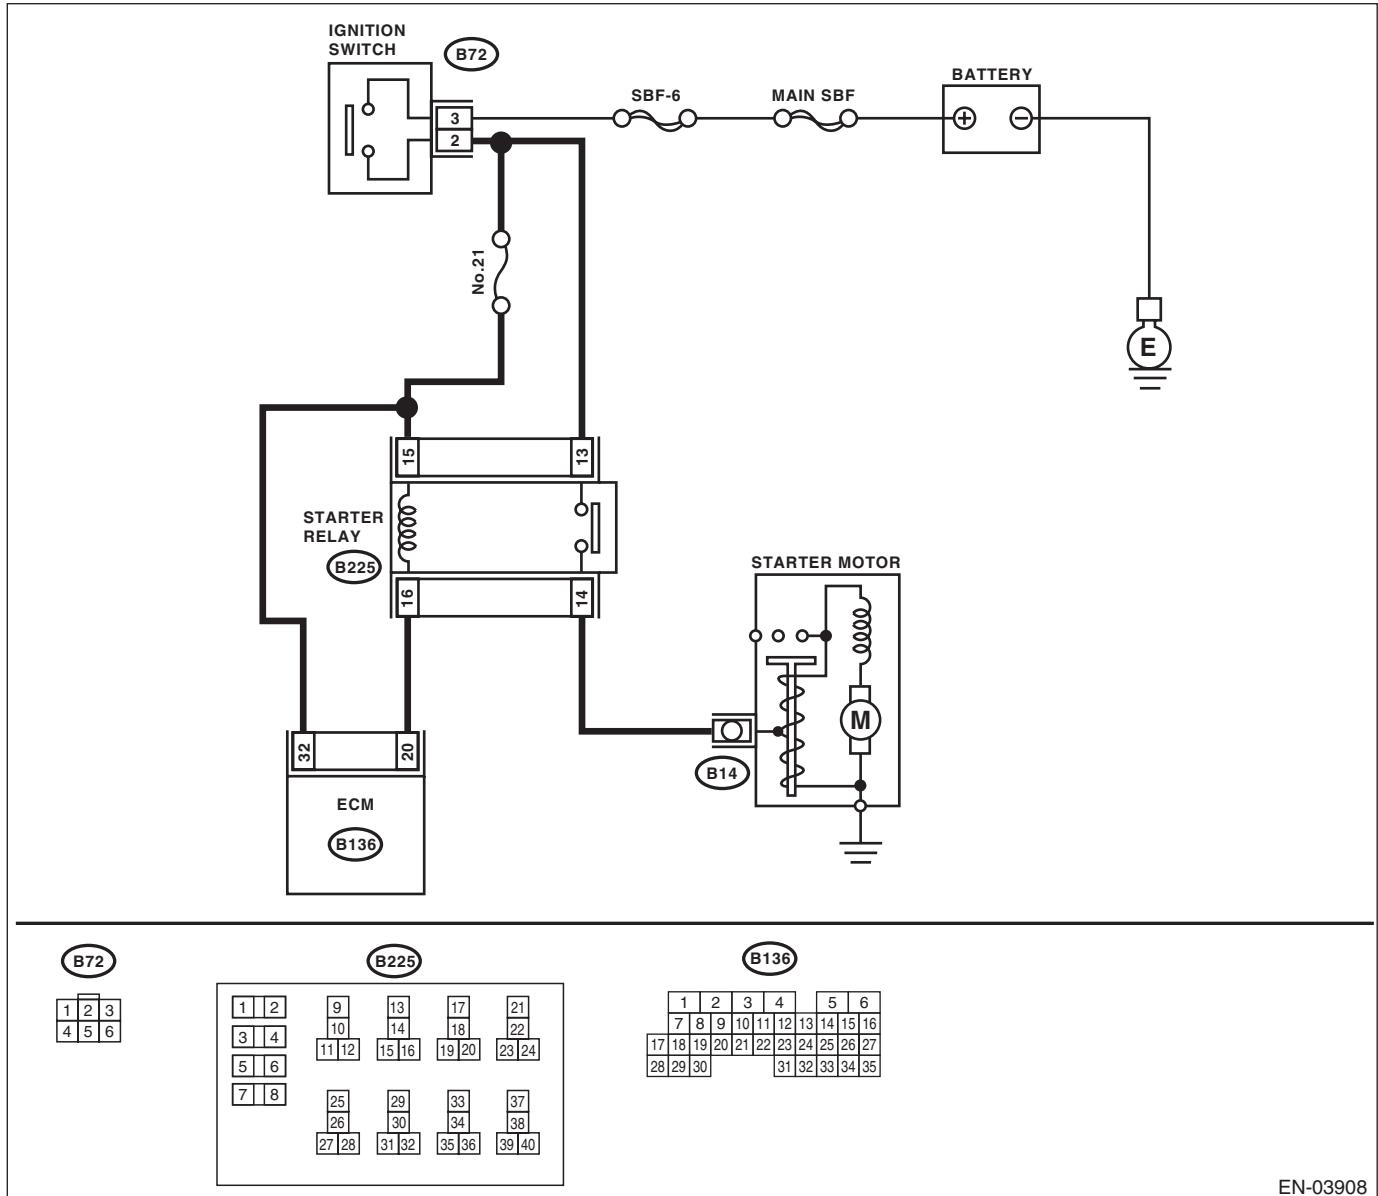 IGNITION
SWITCH
B72
3
2
SBF-6
MAIN SBF
BATTERY
+
−
E
No.21
15
13
STARTER
RELAY
B225
16
14
STARTER MOTOR
M
B14
32
20
ECM
B136
B72
1 2 3
4 5 6
B225
1 2
3 4
5 6
7 8
9
10
11 12
13
14
15 16
17
18
19 20
21
22
23 24
25
26
27 28
29
30
31 32
33
34
35 36
37
38
39 40
B136
1 2 3 4 5 6
7 8 9 10 11 12 13 14 15 16
17 18 19 20 21 22 23 24 25 26 27
28 29 30 31 32 33 34 35
EN-03908